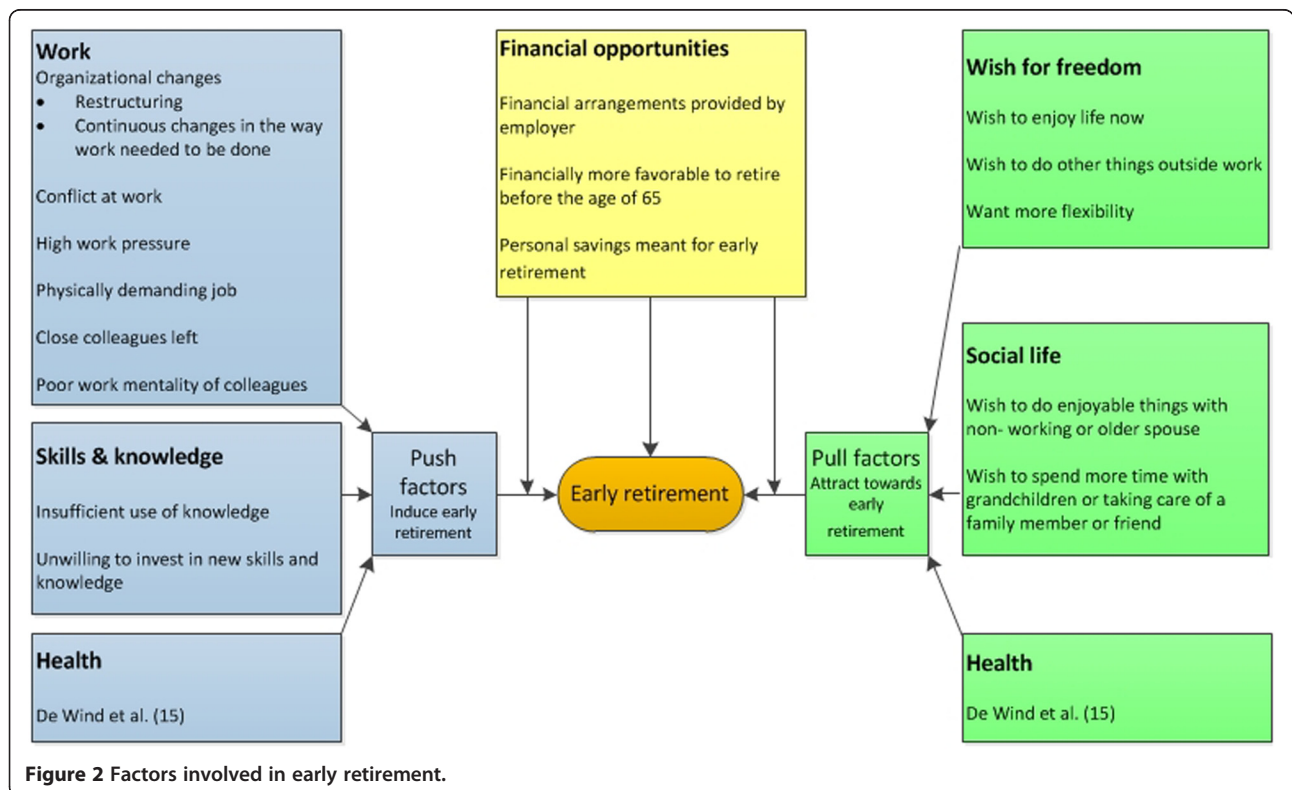 Work
Organizational changes
• Restructuring
• Continuous changes in the way
work needed to be done
Conflict at work
High work pressure
Physically demanding job
Close colleagues left
Poor work mentality of colleagues
Skills & knowledge
Insufficient use of knowledge
Unwilling to invest in new skills and
knowledge
Health
De Wind et al. (15)
Push
factors
Induce early
retirement
Financial opportunities
Financial arrangements provided by
employer
Financially more favorable to retire
before the age of 65
Personal savings meant for early
retirement
Early retirement
Pull factors
Attract towards
early
retirement
Wish for freedom
Wish to enjoy life now
Wish to do other things outside work
Want more flexibility
Social life
Wish to do enjoyable things with
non- working or older spouse
Wish to spend more time with
grandchildren or taking care of a
family member or friend
Health
De Wind et al. (15)
Figure 2 Factors involved in early retirement.